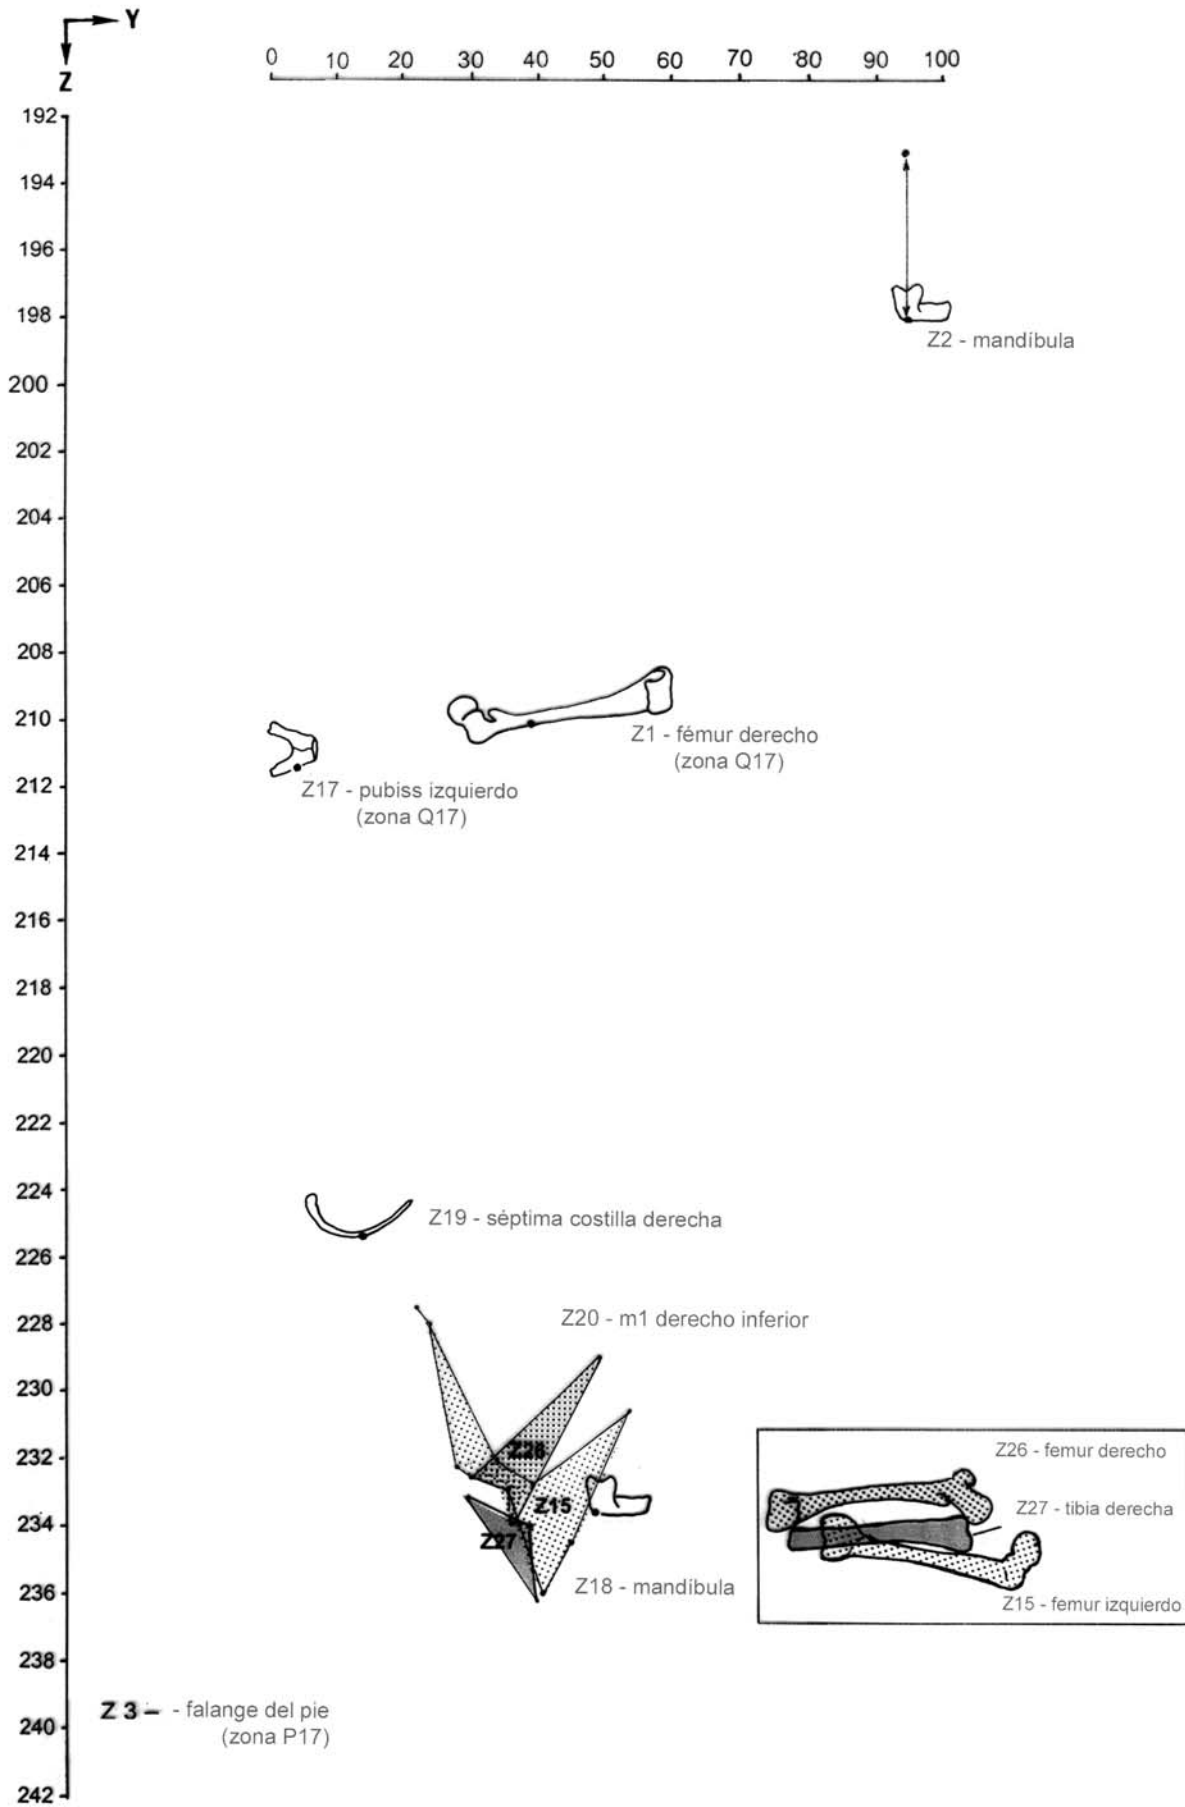 Y
Z
0 10 20 30 40 50 60 70 80 90 100
192
194
196
198
Z2 - mandíbula
200
202
204
206
208
210
Z1 - fémur derecho
(zona Q17)
212
Z17 - pubiss izquierdo
(zona Q17)
214
216
218
220
222
224
Z19 - séptima costilla derecha
226
228
Z20 - m1 derecho inferior
230
232
Z26
Z26 - femur derecho
Z15
Z27 - tibia derecha
234
Z27
Z18 - mandíbula
Z15 - femur izquierdo
236
238
Z 3 – - falange del pie
(zona P17)
240
242